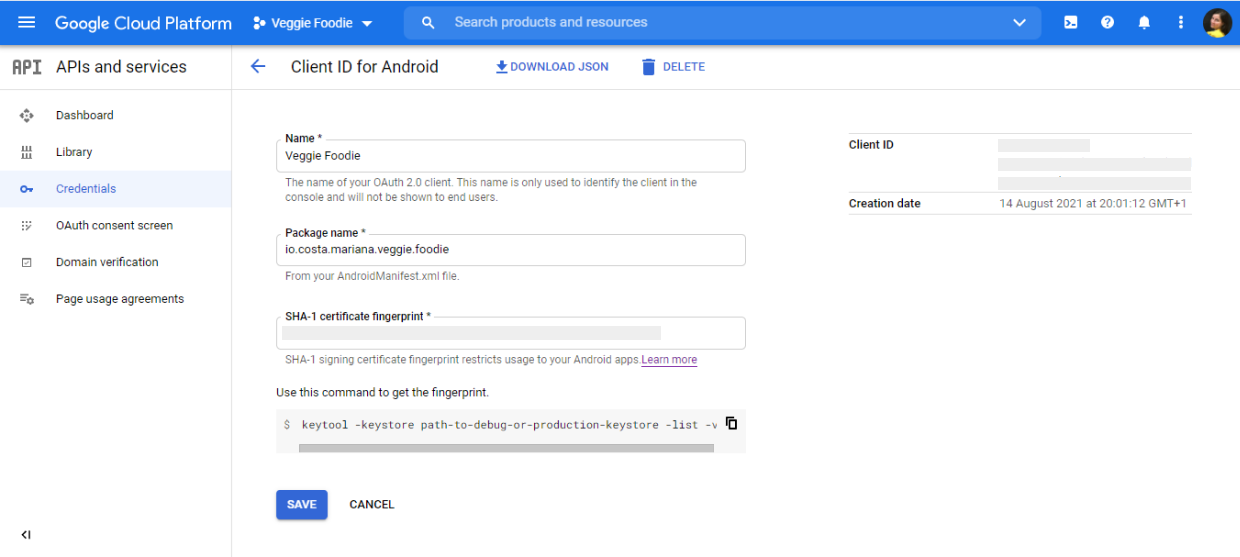 Google Cloud Platform
Veggie Foodie
Search products and resources
API
APIs and services
Client ID for Android
DOWNLOAD JSON
DELETE
Dashboard
Library
Credentials
OAuth consent screen
Domain verification
Page usage agreements
Name *
Veggie Foodie
The name of your OAuth 2.0 client. This name is only used to identify the client in the
console and will not be shown to end users.
Package name *
io.costa.mariana.veggie.foodie
From your AndroidManifest.xml file.
SHA-1 certificate fingerprint *
SHA-1 signing certificate fingerprint restricts usage to your Android apps.Learn more
Use this command to get the fingerprint.
$ keytool -keystore path-to-debug-or-production-keystore -list -v
SAVE
CANCEL
Client ID
Creation date
14 August 2021 at 20:01:12 GMT+1